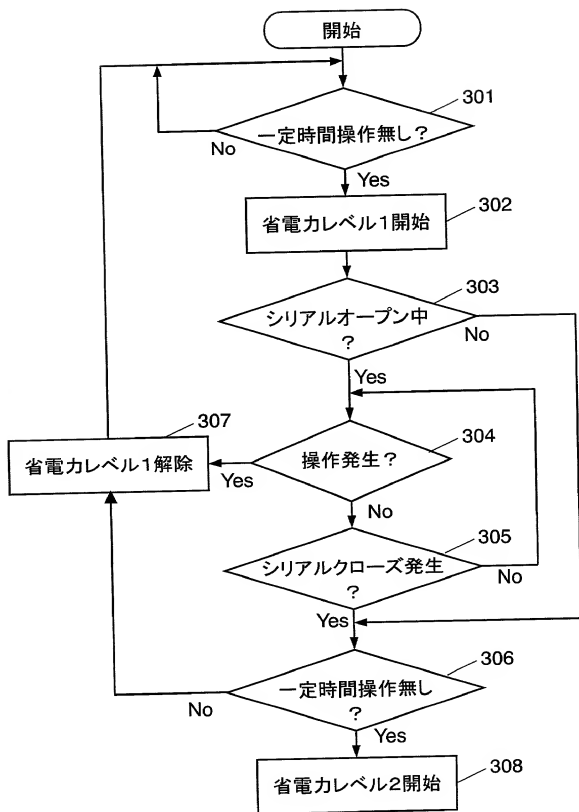 開始
301
一定時間操作無し？
No
Yes
省電力レベル1開始
302
303
シリアルオープン中
？
No
Yes
307
304
省電力レベル1解除
操作発生？
Yes
No
305
シリアルクローズ発生
？
No
Yes
306
一定時間操作無し
？
No
Yes
省電力レベル2開始
308